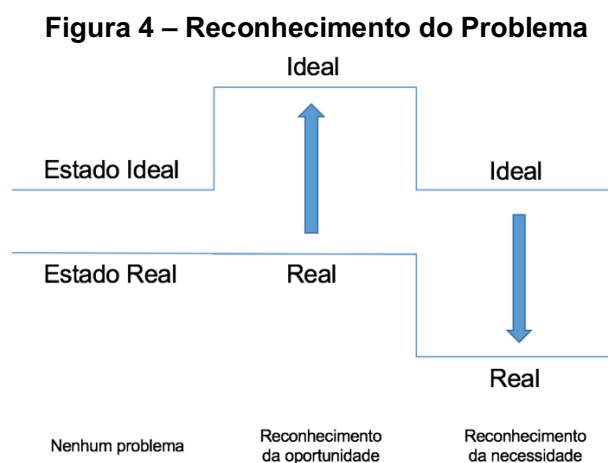 Figura 4 – Reconhecimento do Problema
Ideal
Estado Ideal
Ideal
Estado Real
Real
Real
Nenhum problema
Reconhecimento
da oportunidade
Reconhecimento
da necessidade